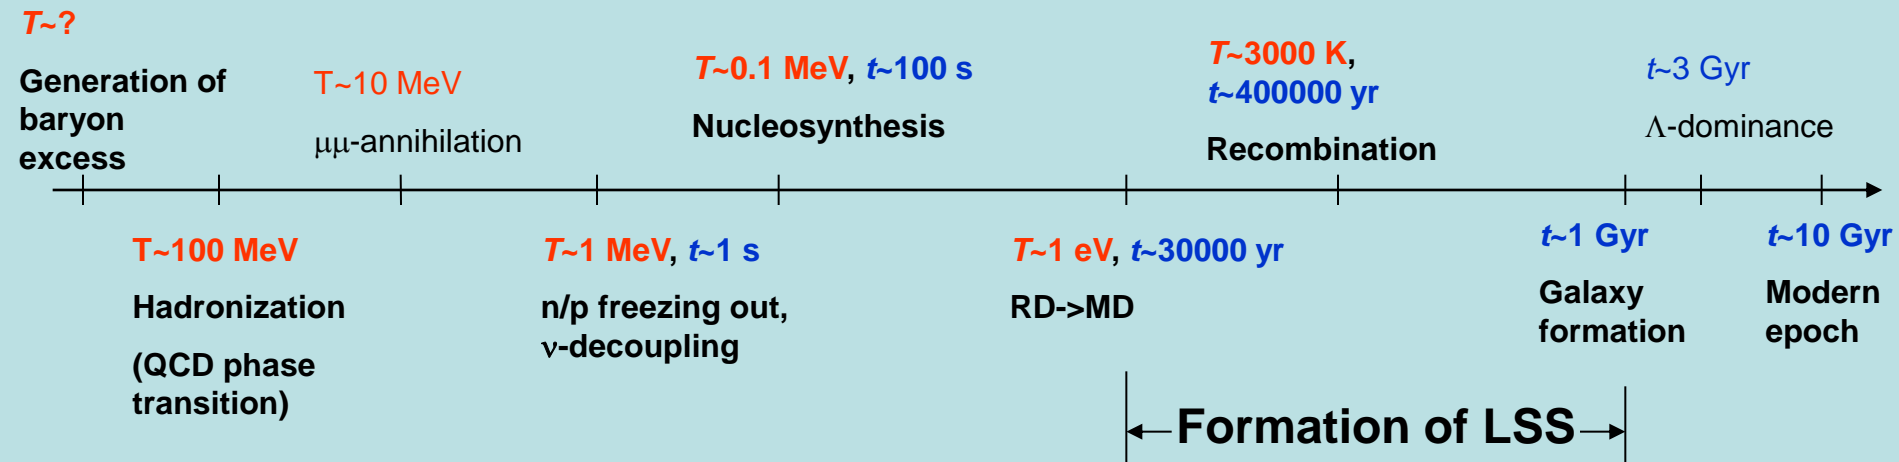 T~?
Generation of
baryon
excess
T~10 MeV
μμ-annihilation
T~0.1 MeV, t~100 s
Nucleosynthesis
T~3000 K,
t~400000 yr
Recombination
t~3 Gyr
Λ-dominance
T~100 MeV
Hadronization
(QCD phase
transition)
T~1 MeV, t~1 s
n/p freezing out,
ν-decoupling
T~1 eV, t~30000 yr
RD->MD
t~1 Gyr
Galaxy
formation
t~10 Gyr
Modern
epoch
Formation of LSS